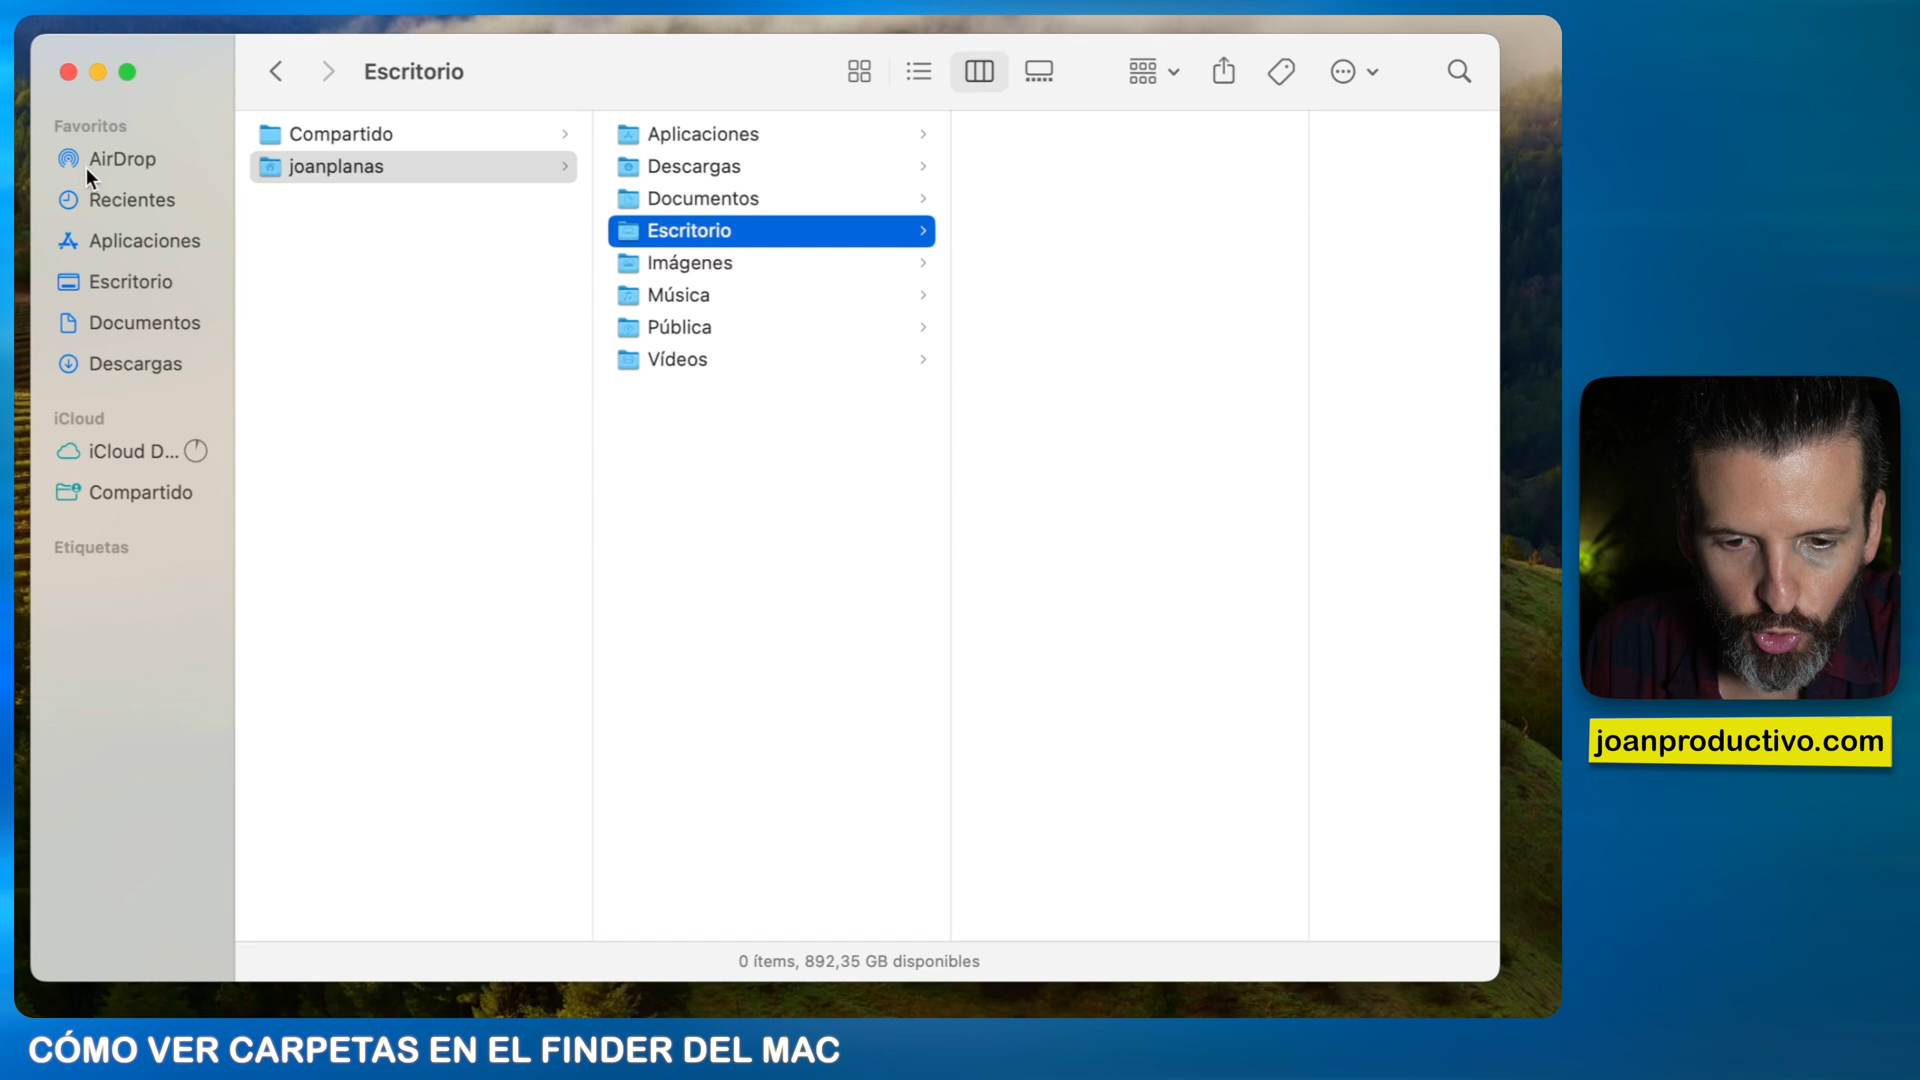 Escritorio
Favoritos
AirDrop
Recientes
Aplicaciones
Escritorio
Documentos
Descargas
iCloud
iCloud D...
Compartido
Etiquetas
Compartido
joanplanas
Aplicaciones
Descargas
Documentos
Escritorio
Imágenes
Música
Pública
Vídeos
0 ítems, 892,35 GB disponibles
joanproductivo.com
CÓMO VER CARPETAS EN EL FINDER DEL MAC